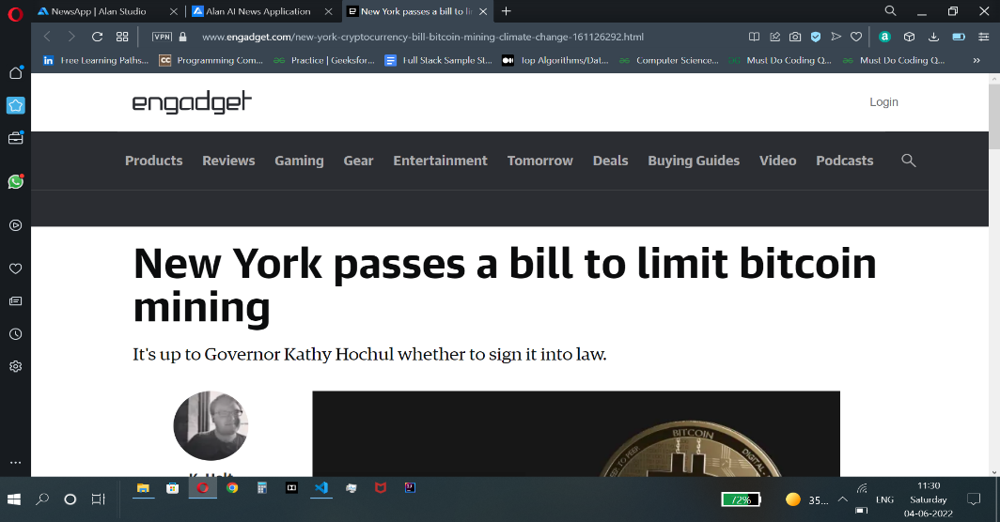 NewsApp | Alan Studio
Alan AI News Application
New York passes a bill to li
VPN
www.engadget.com/new-york-cryptocurrency-bill-bitcoin-mining-climate-change-161126292.html
Free Learning Paths...
Programming Com...
Practice | Geeksfor...
Full Stack Sample St...
Top Algorithms/Dat...
Computer Science...
Must Do Coding Q...
Must Do Coding Q...
engadget
Login
Products
Reviews
Gaming
Gear
Entertainment
Tomorrow
Deals
Buying Guides
Video
Podcasts
New York passes a bill to limit bitcoin
mining
It's up to Governor Kathy Hochul whether to sign it into law.
BITCOIN
DIGITAL
K. Holt
72%
35...
ENG
11:30
Saturday
04-06-2022